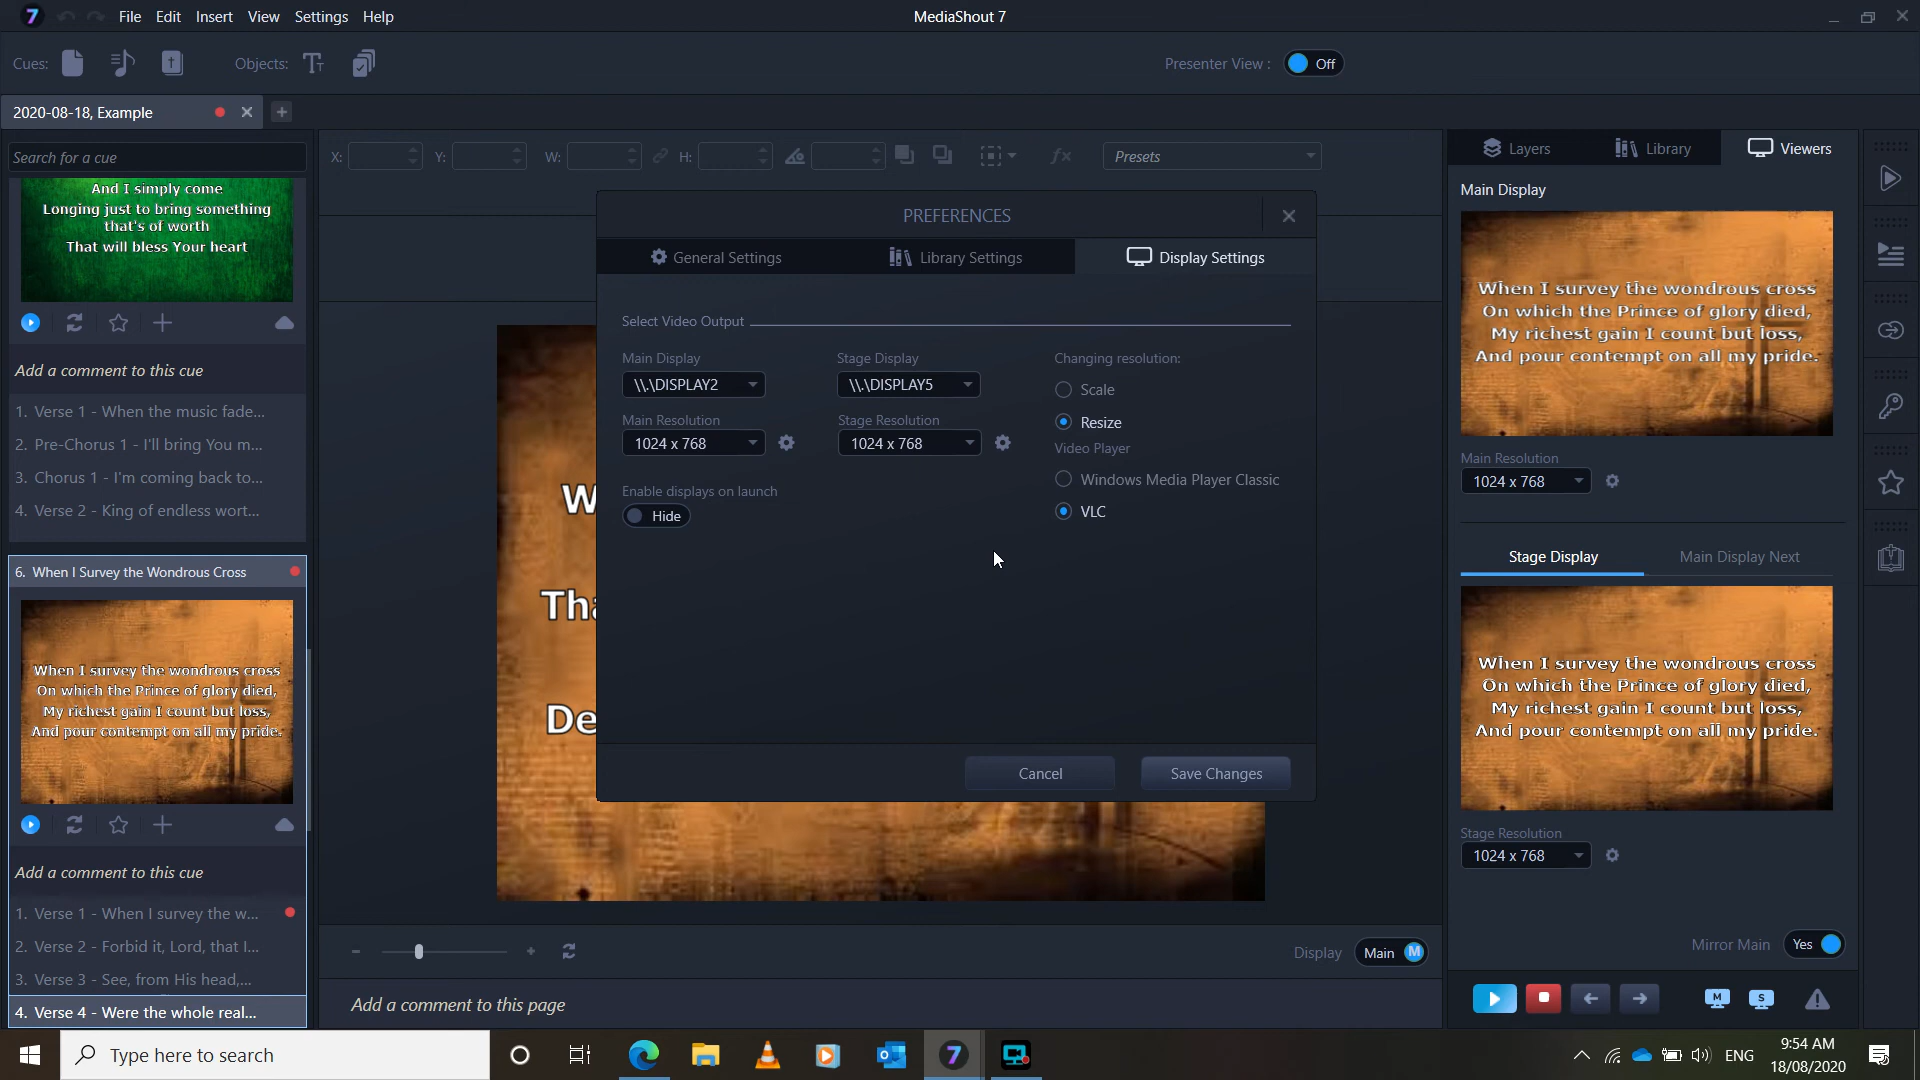 7 File Edit Insert View Settings Help
MediaShout 7
Cues:
Objects:
Presenter View :
Off
2020-08-18, Example
Search for a cue
And I simply come
Longing just to bring something
that's of worth
That will bless Your heart
Add a comment to this cue
1. Verse 1 - When the music fade...
2. Pre-Chorus 1 - I'll bring You m...
3. Chorus 1 - I'm coming back to...
4. Verse 2 - King of endless wort...
6. When I Survey the Wondrous Cross
When I survey the wondrous cross
On which the Prince of glory died,
My richest gain I count but loss,
And pour contempt on all my pride.
Add a comment to this cue
1. Verse 1 - When I survey the w...
2. Verse 2 - Forbid it, Lord, that I...
3. Verse 3 - See, from His head,...
4. Verse 4 - Were the whole real...
X:
Y:
W:
H:
fx
Presets
W
Tha
De
PREFERENCES
General Settings
Library Settings
Display Settings
Select Video Output
Main Display
\\.\DISPLAY2
Main Resolution
1024 x 768
Enable displays on launch
Hide
Stage Display
\\.\DISPLAY5
Stage Resolution
1024 x 768
Changing resolution:
Scale
Resize
Video Player
Windows Media Player Classic
VLC
Cancel
Save Changes
Display
Main M
Add a comment to this page
Layers
Library
Viewers
Main Display
When I survey the wondrous cross
On which the Prince of glory died,
My richest gain I count but loss,
And pour contempt on all my pride.
Main Resolution
1024 x 768
Stage Display
Main Display Next
When I survey the wondrous cross
On which the Prince of glory died,
My richest gain I count but loss,
And pour contempt on all my pride.
Stage Resolution
1024 x 768
Mirror Main
Yes
M
S
Type here to search
7
ENG
9:54 AM
18/08/2020